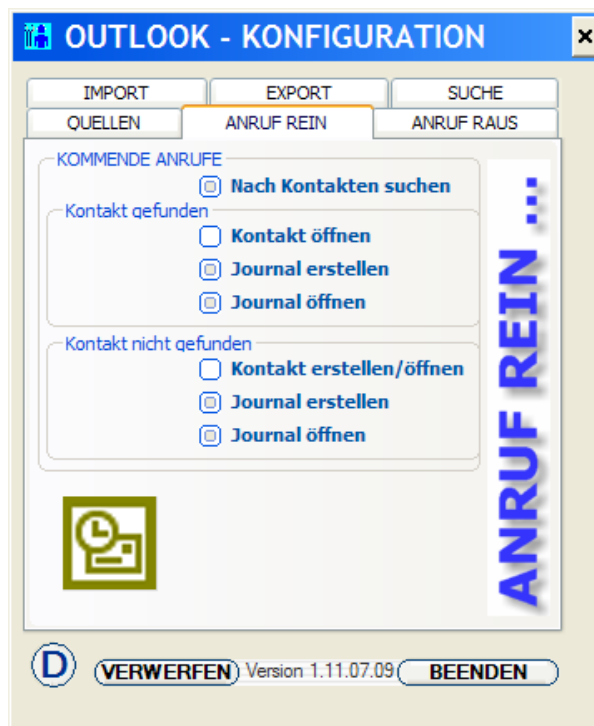 OUTLOOK - KONFIGURATION
IMPORT EXPORT SUCHE
QUELLEN ANRUF REIN ANRUF RAUS
KOMMENDE ANRUFE
Nach Kontakten suchen
Kontakt gefunden
Kontakt öffnen
Journal erstellen
Journal öffnen
Kontakt nicht gefunden
Kontakt erstellen/öffnen
Journal erstellen
Journal öffnen
ANRUF REIN ...
D VERWERFEN Version 1.11.07.09 BEENDEN